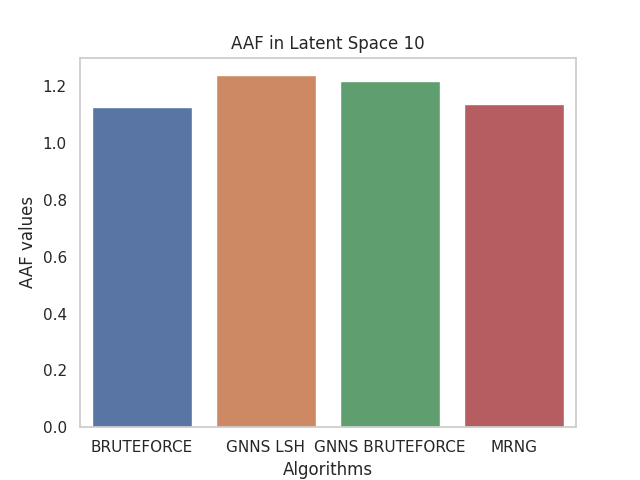 AAF in Latent Space 10
AAF values
1.2
1.0
0.8
0.6
0.4
0.2
0.0
BRUTEFORCE GNNS LSH GNNS BRUTEFORCE MRNG
Algorithms